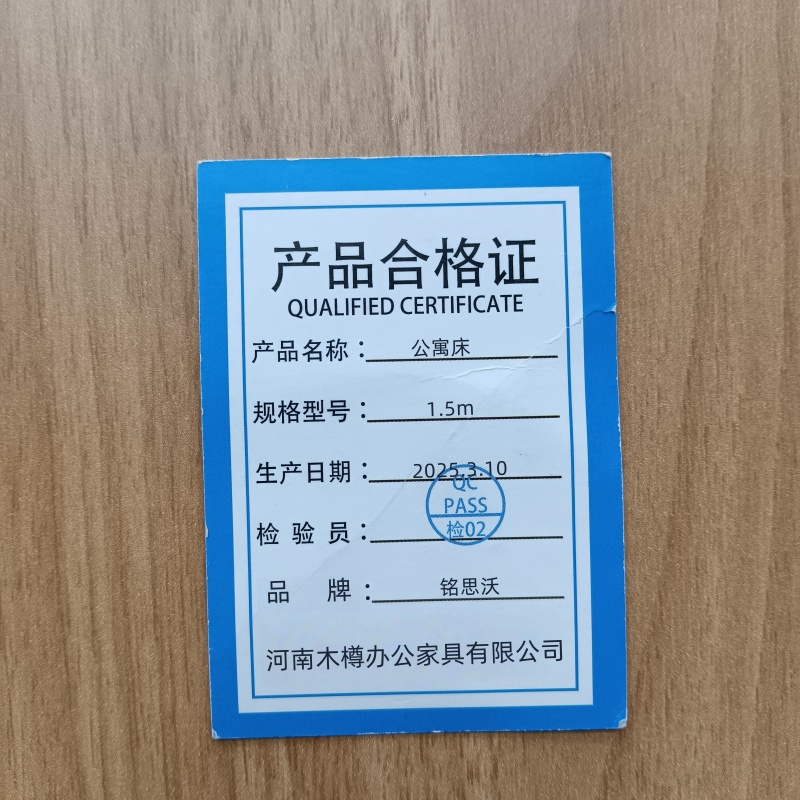 产品合格证
QUALIFIED CERTIFICATE
产品名称：公寓床
规格型号：1.5m
生产日期：2025.3.10
QC
PASS
检验员：检02
品牌：铭思沃
河南木樽办公家具有限公司